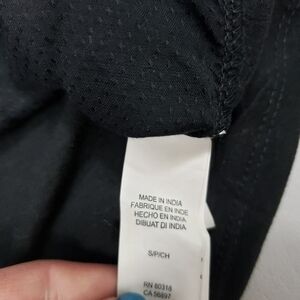 MADE IN INDIA
FABRIQUE EN INDE
HECHO EN INDIA
DIBUAT DI INDIA
S/P/CH
RN 80318
CA 56897